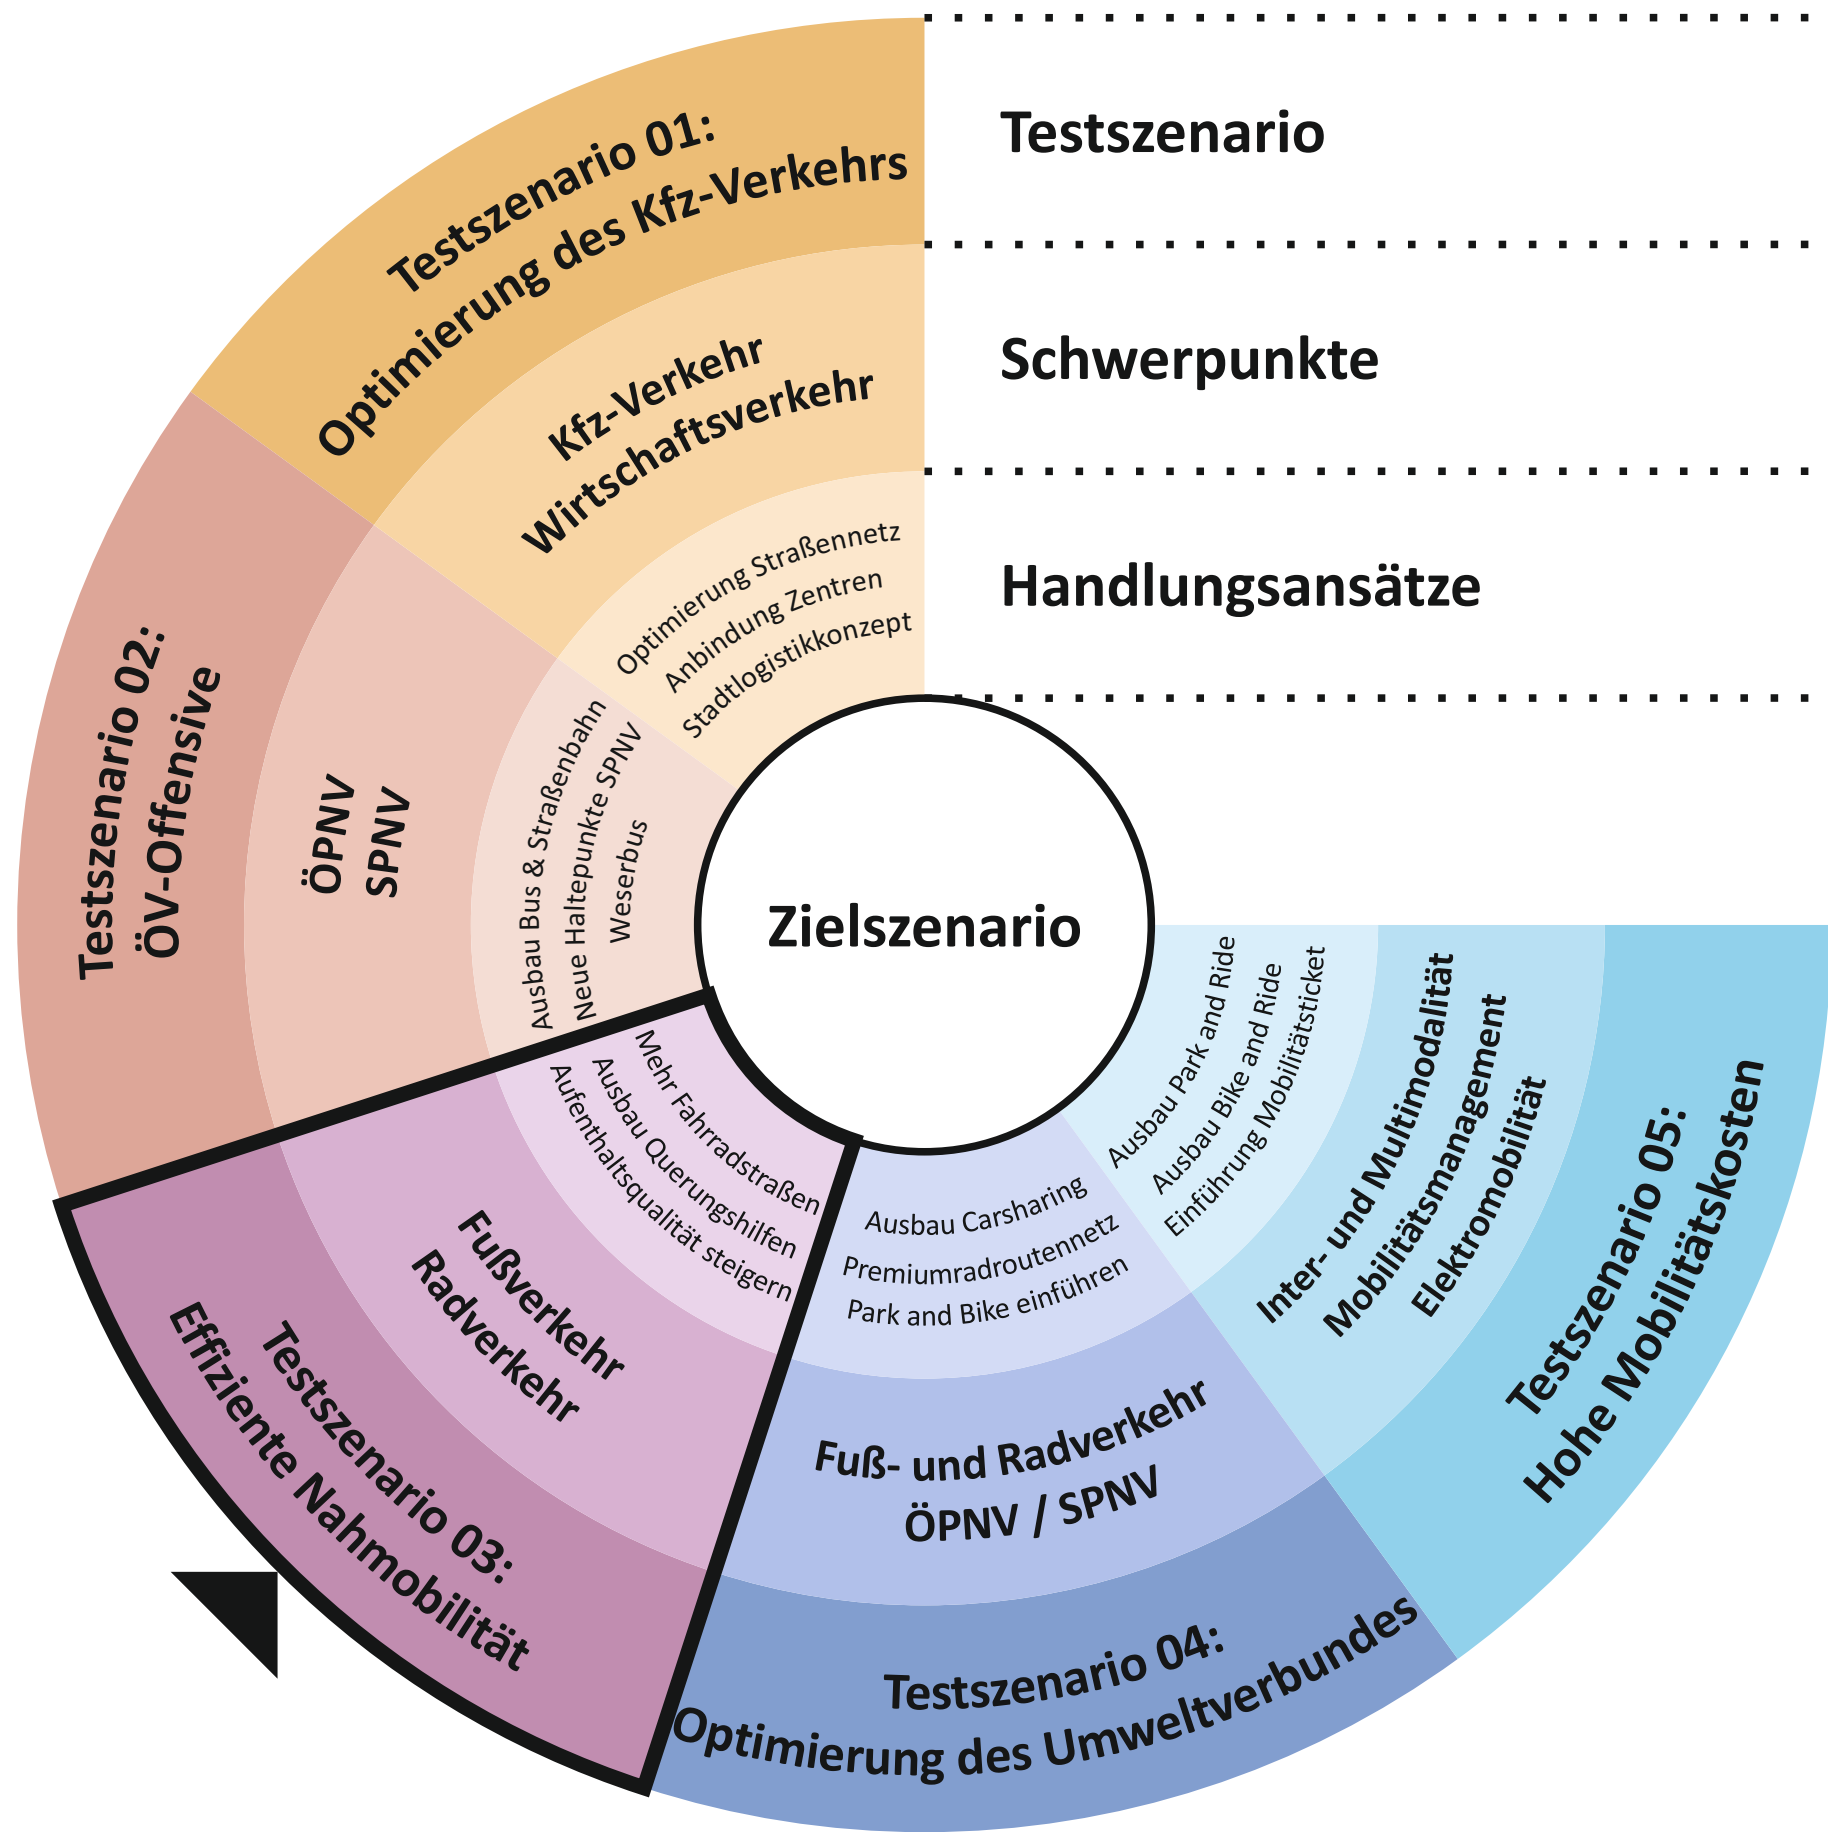 Testszenario
Schwerpunkte
Handlungsansätze
Zielszenario
Testszenario 01:
Optimierung des Kfz-Verkehrs
Kfz-Verkehr
Wirtschaftsverkehr
Optimierung Straßennetz
Anbindung Zentren
Stadtlogistikkonzept
Testszenario 02:
ÖV-Offensive
ÖPNV
SPNV
Ausbau Bus & Straßenbahn
Neue Haltepunkte SPNV
Weserbus
Testszenario 03:
Effiziente Nahmobilität
Fußverkehr
Radverkehr
Mehr Fahrradstraßen
Ausbau Querungshilfen
Aufenthaltsqualität steigern
Testszenario 04:
Optimierung des Umweltverbundes
Fuß- und Radverkehr
ÖPNV / SPNV
Ausbau Carsharing
Premiumradroutennetz
Park and Bike einführen
Testszenario 05:
Hohe Mobilitätskosten
Inter- und Multimodalität
Mobilitätsmanagement
Elektromobilität
Ausbau Park and Ride
Ausbau Bike and Ride
Einführung Mobilitätsticket